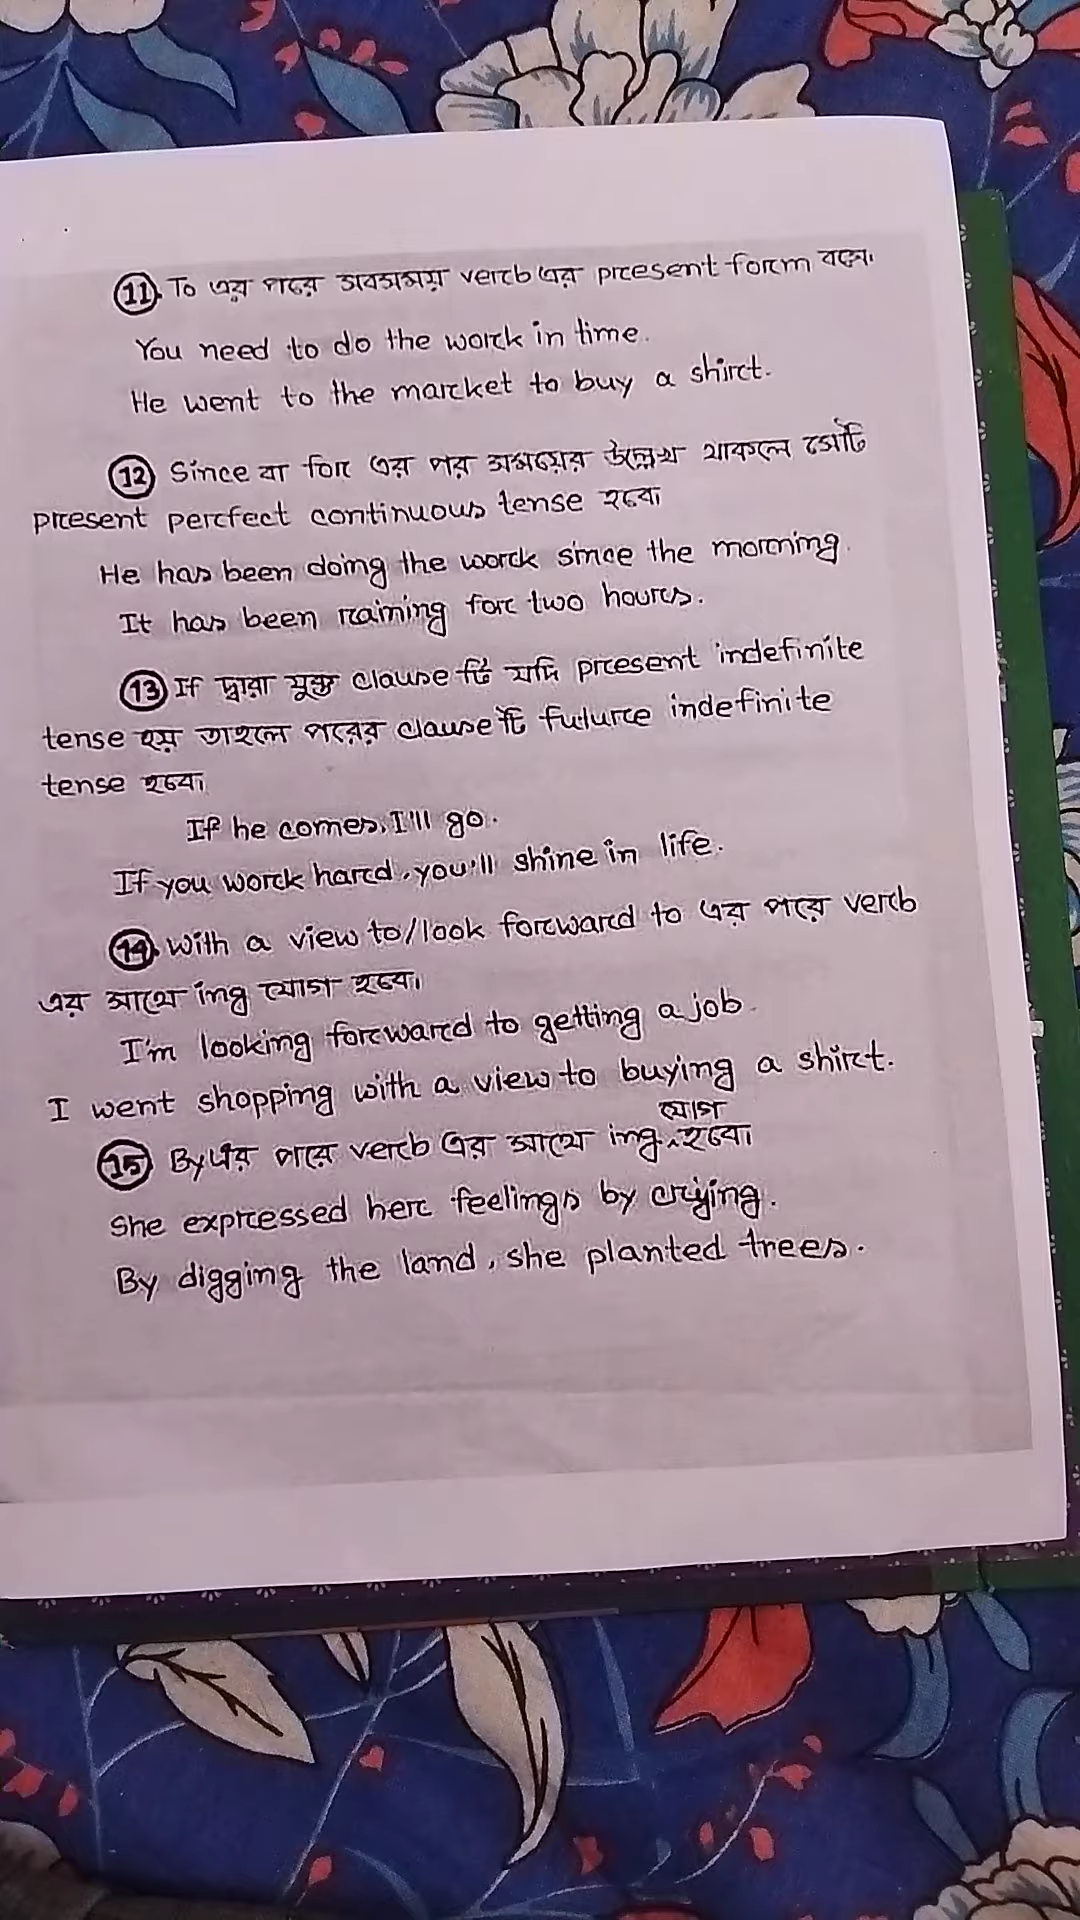 11. To এর পরে সবসময় verb এর present form বসে।
You need to do the work in time.
He went to the market to buy a shirt.
12 Since বা for এর পর সময়ের উল্লেখ থাকলে সেটি
present perfect continuous tense হবে।
He has been doing the work since the morning.
It has been raining for two hours.
13 If দ্বারা যুক্ত clause টি যদি present indefinite
tense হয় তাহলে পরের clause টি future indefinite
tense হবে।
If he comes, I'll go.
If you work hard, you'll shine in life.
14. With a view to/look forward to এর পরে verb
এর সাথে ing যোগ হবে।
I'm looking forward to getting a job.
I went shopping with a view to buying a shirt.
15 By এর পরে verb এর সাথে ing যোগ হবে।
She expressed her feelings by crying.
By digging the land, she planted trees.